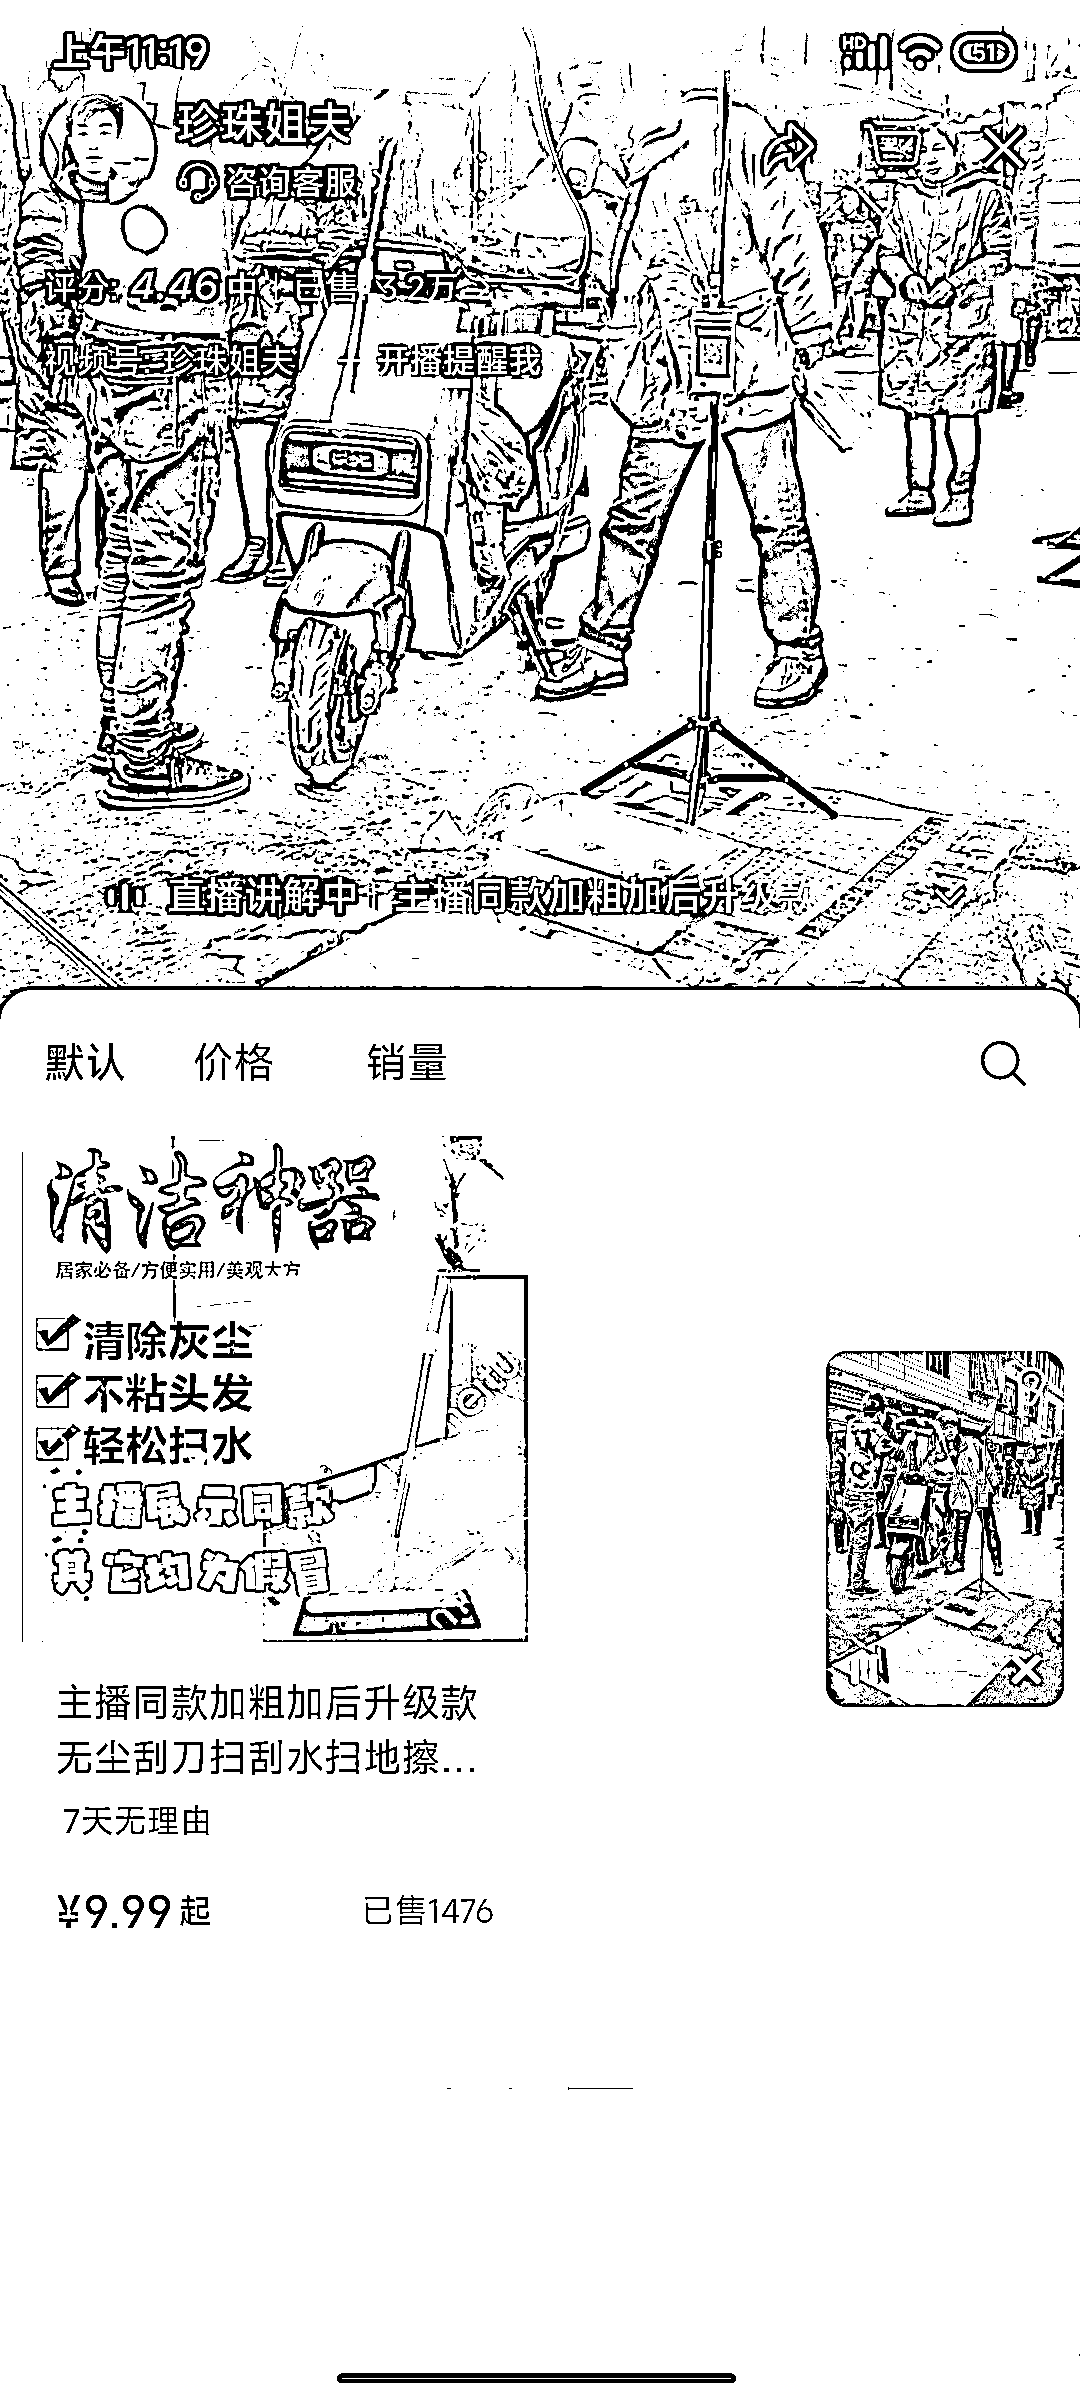 上午11:19
HD 51
珍珠姐夫
咨询客服
评分: 4.46 中 | 已售 3.2万
视频号: 珍珠姐夫
开播提醒我
直播讲解中 | 主播同款加粗加后升级款
默认 价格 销量
清洁神器
居家必备/方便实用/美观大方
清除灰尘
不粘头发
轻松扫水
主播展示同款
其它均为假冒
主播同款加粗加后升级款
无尘刮刀扫刮水扫地擦...
7天无理由
¥9.99起 已售1476